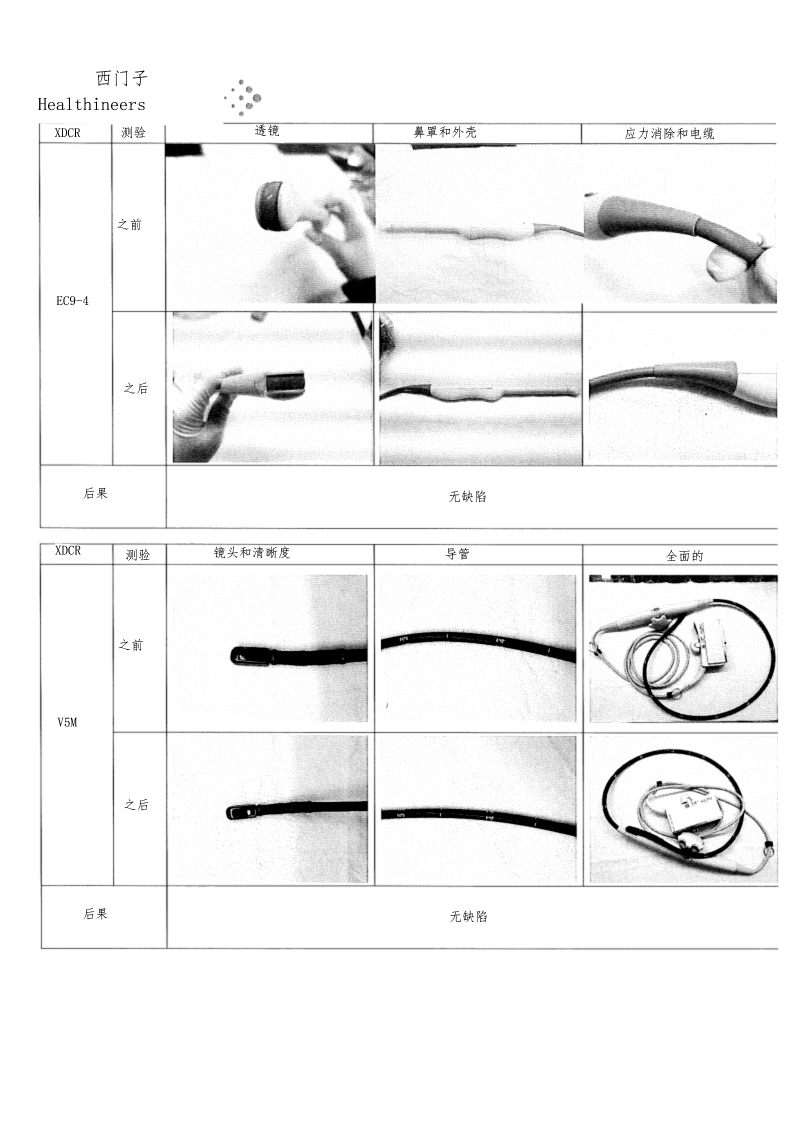 西门子
Healthineers
XDCR 测验 透镜 鼻罩和外壳 应力消除和电缆
之前
EC9-4
之后
后果 无缺陷
XDCR 测验 镜头和清晰度 导管 全面的
之前
V5M
之后
后果 无缺陷